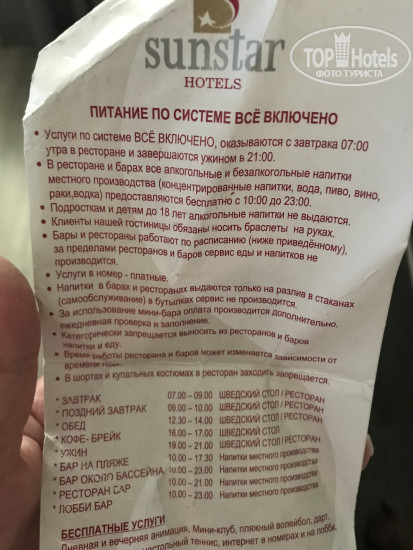 sunstar
HOTELS
TOPHotels
ФОТО ТУРИСТА
ПИТАНИЕ ПО СИСТЕМЕ ВСЁ ВКЛЮЧЕНО
• Услуги по системе ВСЁ ВКЛЮЧЕНО, оказываются с завтрака 07:00
утра в ресторане и завершаются ужином в 21:00.
• В ресторане и барах все алкогольные и безалкогольные напитки
местного производства (концентрированные напитки, вода, пиво, вино,
раки,водка) предоставляются бесплатно с 10:00 до 23:00.
• Подросткам и детям до 18 лет алкогольные напитки не выдаются.
• Клиенты нашей гостиницы обязаны носить браслеты на руках.
• Бары и рестораны работают по расписанию (ниже приведённому),
за пределами ресторанов и баров сервис еды и напитков не
производится.
• Услуги в номер - платные.
• Напитки в барах и ресторанах выдаются только на разлив в стаканах
(самообслуживание) в бутылках сервис не производится.
• За использование мини-бара оплата производится дополнительно.
ежедневная проверка и заполнение.
• Категорически запрещается выносить из ресторанов и баров
напитки и еду.
• Время работы ресторана и баров может изменяется зависимости от
времени
• В шортах и купальных костюмах в ресторан заходить запрещается.
* ЗАВТРАК 07.00 – 09.00 ШВЕДСКИЙ СТОЛ / РЕСТОРАН
* ПОЗДНИЙ ЗАВТРАК 09.00 – 10.00 ШВЕДСКИЙ СТОЛ / РЕСТОРАН
* ОБЕД 12.30 – 14.00 ШВЕДСКИЙ СТОЛ / РЕСТОРАН
* КОФЕ- БРЕЙК 16.00 – 17.00 ШВЕДСКИЙ СТОЛ
* УЖИН 19.00 – 21.00 ШВЕДСКИЙ СТОЛ / РЕСТОРАН
* БАР НА ПЛЯЖЕ 10.00 – 17.30 Напитки местного производства
* БАР ОКОЛО БАССЕЙНА 10.00 – 23.00 Напитки местного производства
* РЕСТОРАН БАР 10.00 – 21.00 Напитки местного производства
* ЛОББИ БАР 10.00 – 23.00 Напитки местного производства
БЕСПЛАТНЫЕ УСЛУГИ
Дневная и вечерняя анимация, Мини-клуб, пляжный волейбол, дарт,
настольный теннис, интернет в номерах и на лобби.